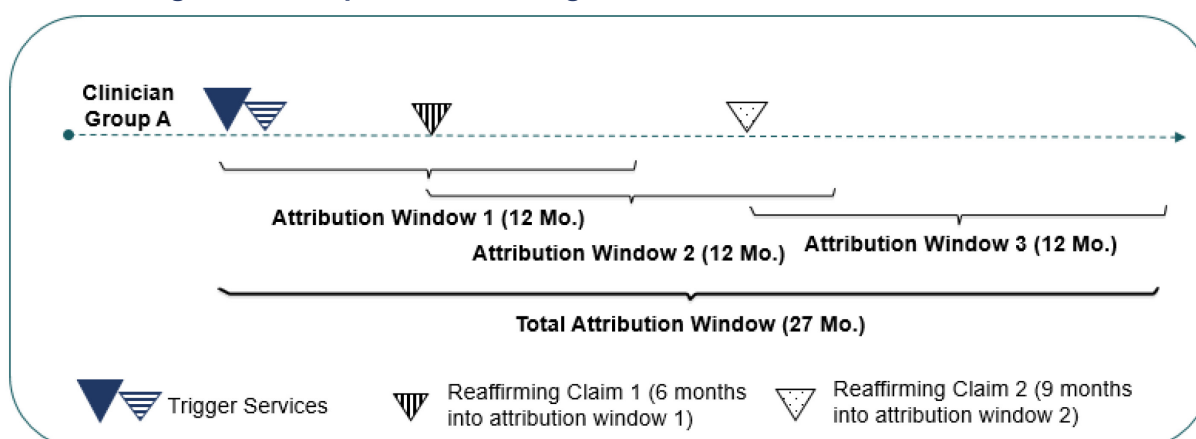 Clinician
Group A
Attribution Window 1 (12 Mo.)
Attribution Window 2 (12 Mo.)
Attribution Window 3 (12 Mo.)
Total Attribution Window (27 Mo.)
Trigger Services
Reaffirming Claim 1 (6 months
into attribution window 1)
Reaffirming Claim 2 (9 months
into attribution window 2)